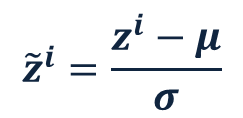 z̃ⁱ = (zⁱ − μ) / σ